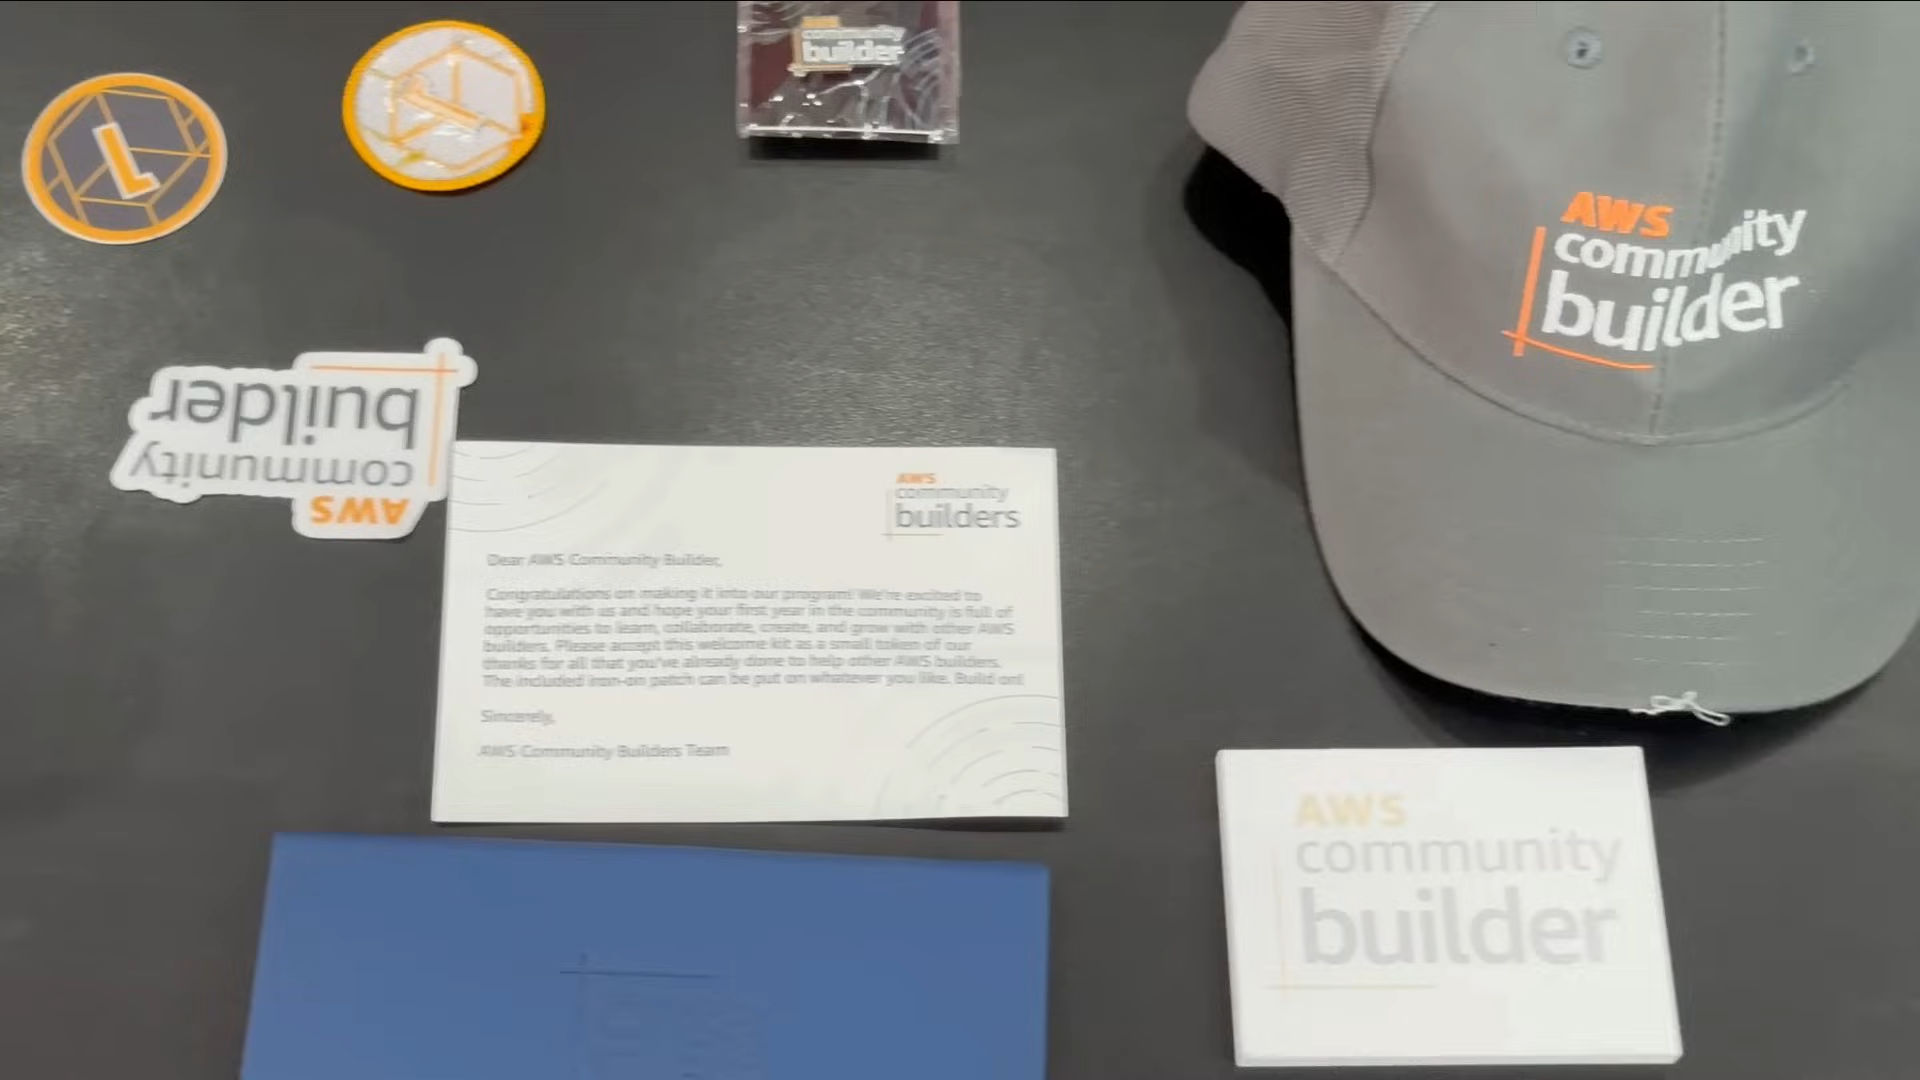 AWS
community
builder
1
AWS
community
builder
AWS
community
builder
AWS
community
builders
Dear AWS Community Builder,
Congratulations on making it into our program! We're excited to
have you with us and hope your first year in the community is full of
opportunities to learn, collaborate, create, and grow with other AWS
builders. Please accept this welcome kit as a small token of our
thanks for all that you've already done to help other AWS builders.
The included iron-on patch can be put on whatever you like. Build on!
Sincerely,
AWS Community Builders Team
AWS
community
builder